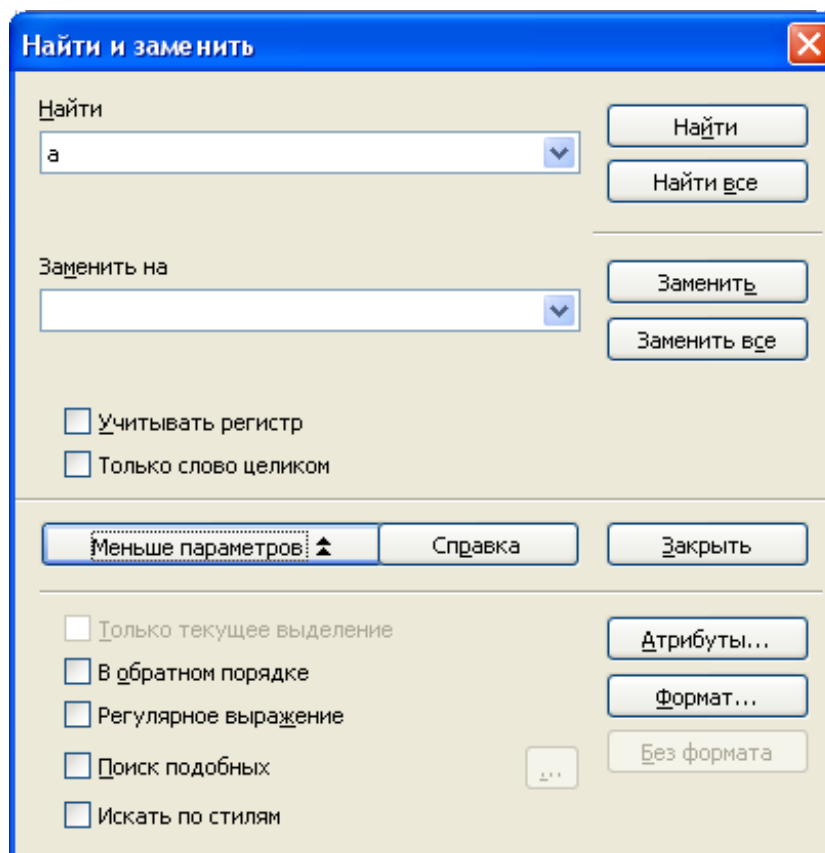 Найти и заменить
Найти
а
Найти
Найти все
Заменить на
Заменить
Заменить все
Учитывать регистр
Только слово целиком
Меньше параметров Справка Закрыть
Только текущее выделение
Атрибуты...
В обратном порядке
Формат...
Регулярное выражение
Без формата
Поиск подобных ...
Искать по стилям